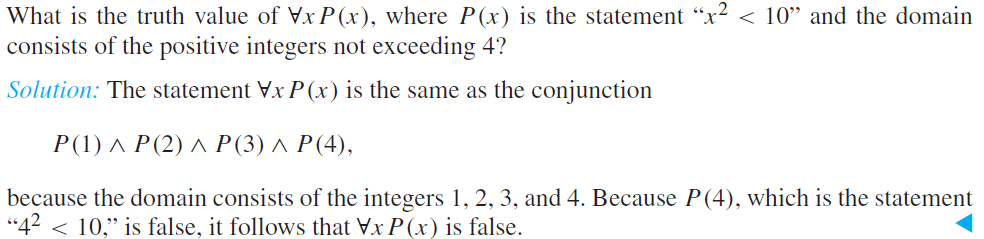 What is the truth value of ∀x P(x), where P(x) is the statement “x² < 10” and the domain
consists of the positive integers not exceeding 4?
Solution: The statement ∀x P(x) is the same as the conjunction
P(1) ∧ P(2) ∧ P(3) ∧ P(4),
because the domain consists of the integers 1, 2, 3, and 4. Because P(4), which is the statement
“4² < 10,” is false, it follows that ∀x P(x) is false.